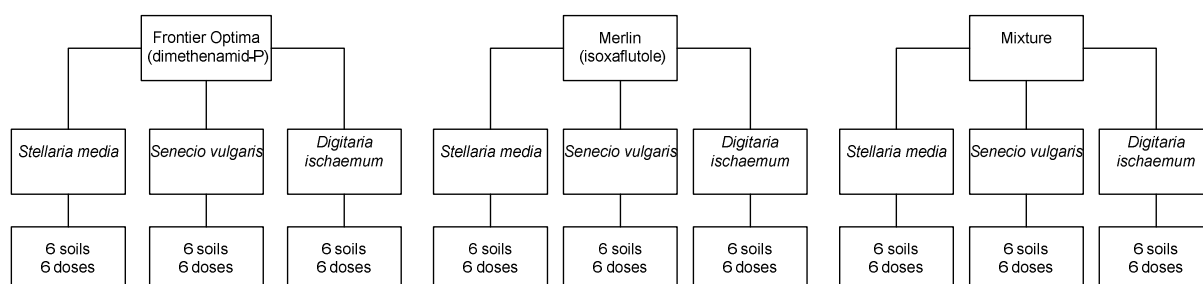 Frontier Optima
(dimethenamid-P)
Merlin
(isoxaflutole)
Mixture
Stellaria media
Senecio vulgaris
Digitaria
ischaemum
Stellaria media
Senecio vulgaris
Digitaria
ischaemum
Stellaria media
Senecio vulgaris
Digitaria
ischaemum
6 soils
6 doses
6 soils
6 doses
6 soils
6 doses
6 soils
6 doses
6 soils
6 doses
6 soils
6 doses
6 soils
6 doses
6 soils
6 doses
6 soils
6 doses